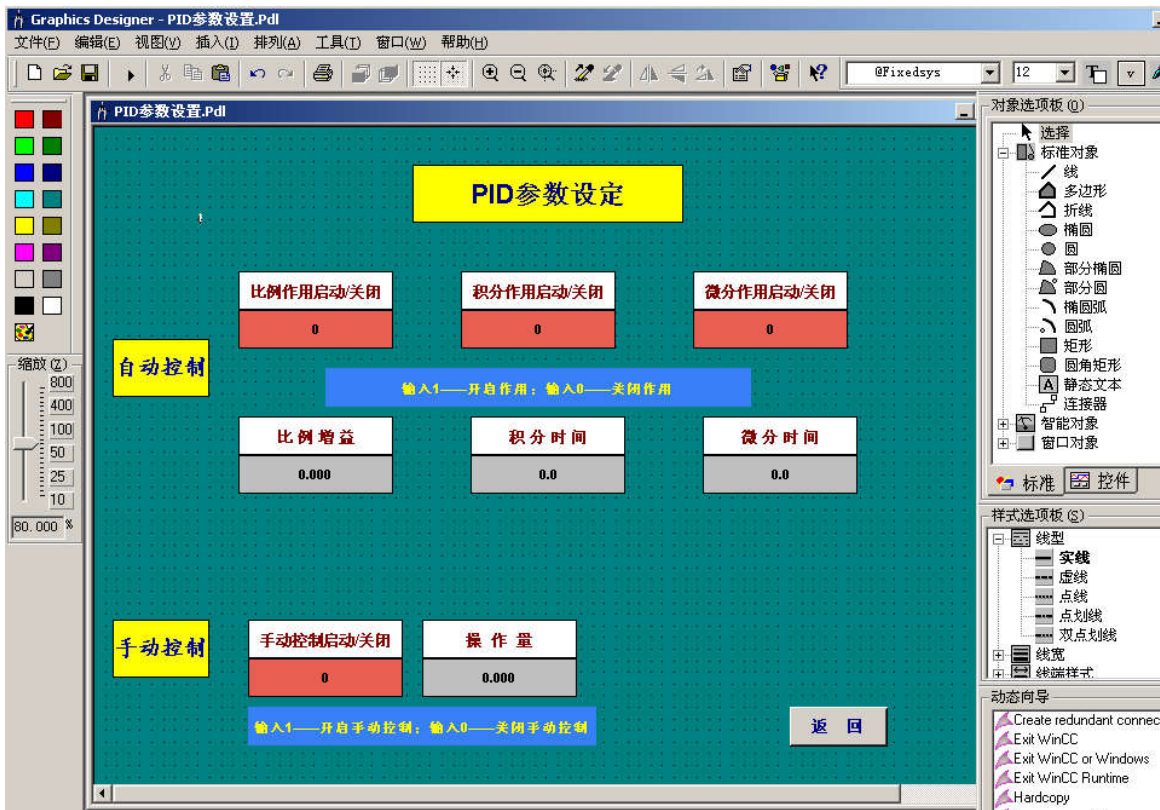 Graphics Designer - PID参数设置.Pdl
文件(F) 编辑(E) 视图(V) 插入(I) 排列(A) 工具(T) 窗口(W) 帮助(H)
@Fixedsys 12
PID参数设置.Pdl
PID参数设定
比例作用启动/关闭 积分作用启动/关闭 微分作用启动/关闭
0 0 0
自动控制
输入1——开启作用；输入0——关闭作用
比例增益 积分时间 微分时间
0.000 0.0 0.0
手动控制
手动控制启动/关闭 操作量
0 0.000
输入1——开启手动控制；输入0——关闭手动控制
返 回
缩放(Z)
800
400
100
50
25
10
80.000 %
对象选项板(O)
选择
标准对象
线
多边形
折线
椭圆
圆
部分椭圆
部分圆
椭圆弧
圆弧
矩形
圆角矩形
静态文本
连接器
智能对象
窗口对象
标准 控件
样式选项板(S)
线型
实线
虚线
点线
点划线
双点划线
线宽
线端样式
动态向导
Create redundant connec
Exit WinCC
Exit WinCC or Windows
Exit WinCC Runtime
Hardcopy